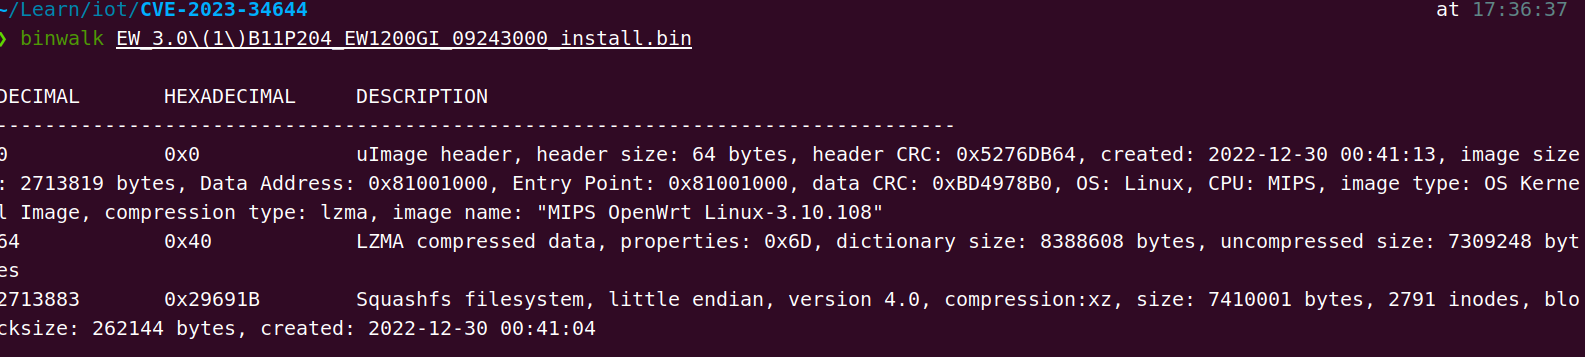 ~/Learn/iot/CVE-2023-34644 at 17:36:37
❯ binwalk EW_3.0\(1\)B11P204_EW1200GI_09243000_install.bin
DECIMAL HEXADECIMAL DESCRIPTION
--------------------------------------------------------------------------------
0 0x0 uImage header, header size: 64 bytes, header CRC: 0x5276DB64, created: 2022-12-30 00:41:13, image size
: 2713819 bytes, Data Address: 0x81001000, Entry Point: 0x81001000, data CRC: 0xBD4978B0, OS: Linux, CPU: MIPS, image type: OS Kerne
l Image, compression type: lzma, image name: "MIPS OpenWrt Linux-3.10.108"
64 0x40 LZMA compressed data, properties: 0x6D, dictionary size: 8388608 bytes, uncompressed size: 7309248 byt
es
2713883 0x29691B Squashfs filesystem, little endian, version 4.0, compression:xz, size: 7410001 bytes, 2791 inodes, blo
cksize: 262144 bytes, created: 2022-12-30 00:41:04